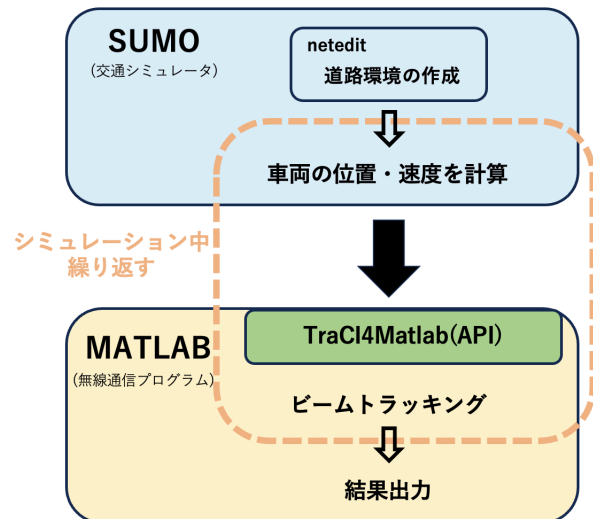 SUMO
(交通シミュレータ)
netedit
道路環境の作成
車両の位置・速度を計算
シミュレーション中
繰り返す
TraCI4Matlab(API)
MATLAB
(無線通信プログラム)
ビームトラッキング
結果出力